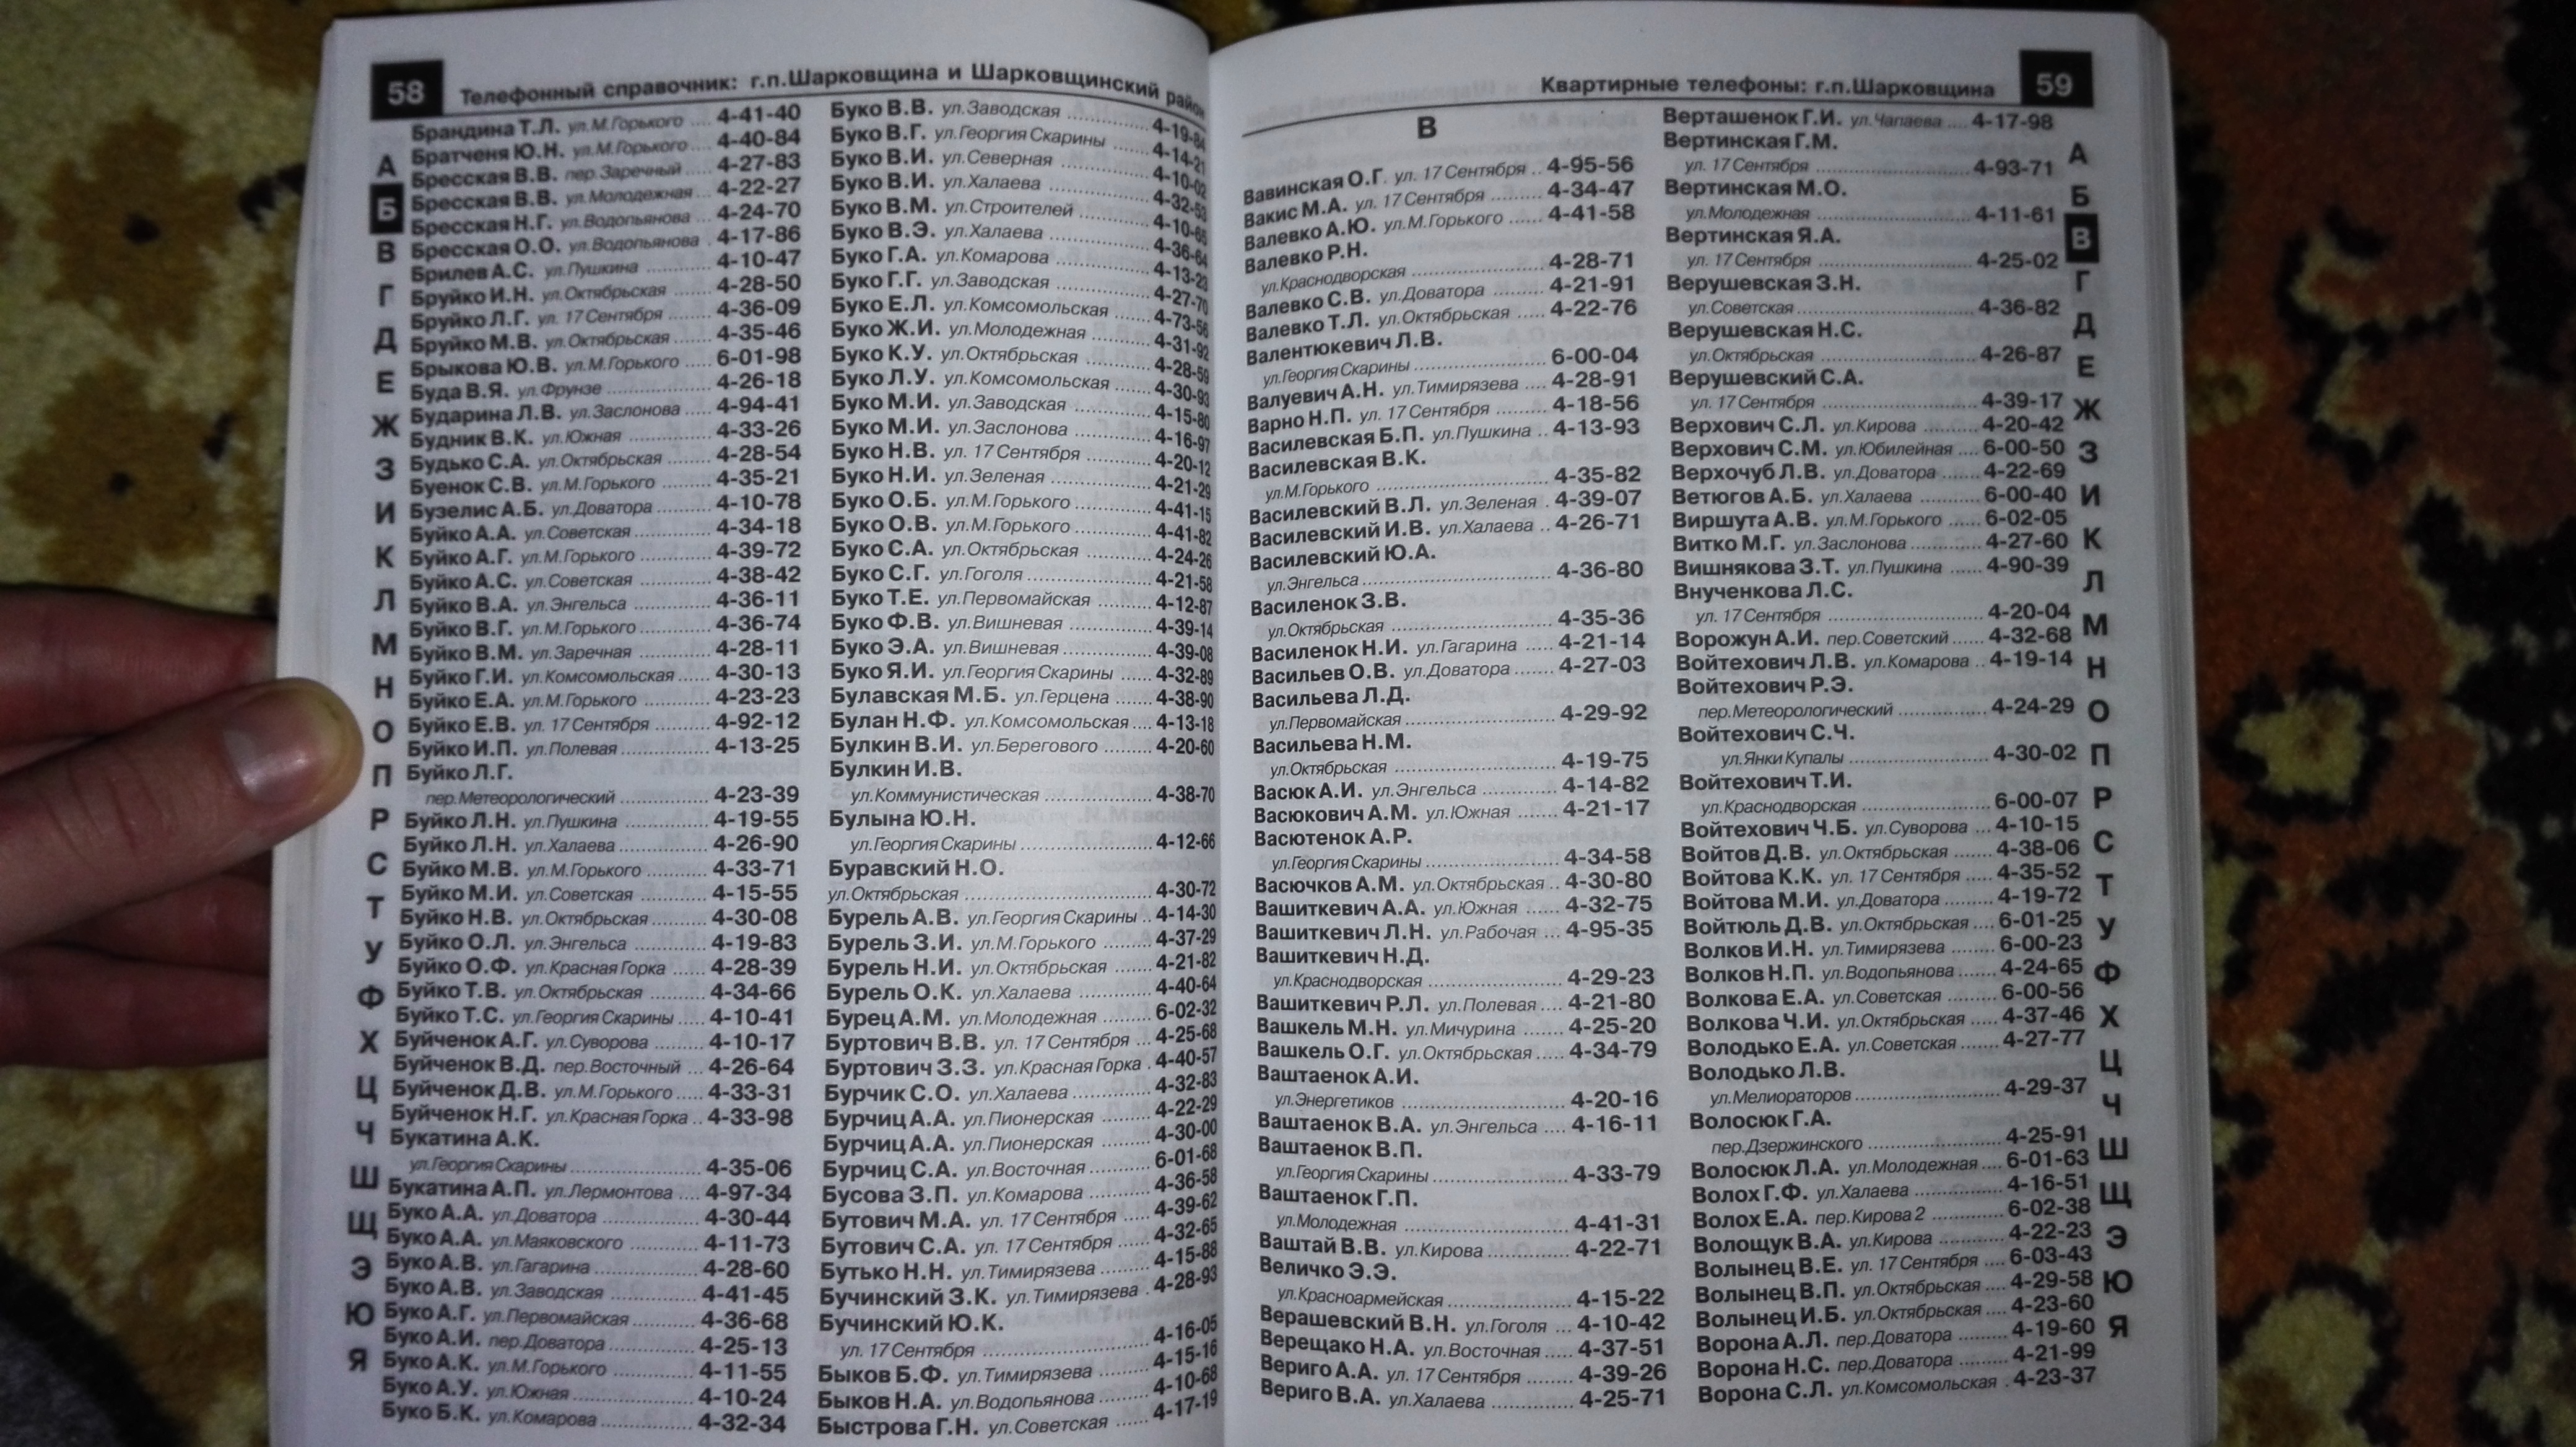 58
Телефонный справочник: г.п.Шарковщина и Шарковщинский район
А
Б
В
Г
Д
Е
Ж
З
И
К
Л
М
Н
О
П
Р
С
Т
У
Ф
Х
Ц
Ч
Ш
Щ
Э
Ю
Я
Брандина Т.Л. ул.М.Горького .... 4-41-40
Братченя Ю.Н. ул.М.Горького ... 4-40-84
Бресская В.В. пер.Заречный ..... 4-27-83
Бресская В.В. ул.Молодежная ... 4-22-27
Бресская Н.Г. ул.Водопьянова ... 4-24-70
Бресская О.О. ул.Водопьянова . 4-17-86
Брилев А.С. ул.Пушкина ........... 4-10-47
Бруйко И.Н. ул.Октябрьская ...... 4-28-50
Бруйко Л.Г. ул. 17 Сентября ....... 4-36-09
Бруйко М.В. ул.Октябрьская ...... 4-35-46
Брыкова Ю.В. ул.М.Горького ..... 6-01-98
Буда В.Я. ул.Фрунзе ................ 4-26-18
Бударина Л.В. ул.Заслонова .... 4-94-41
Будник В.К. ул.Южная .............. 4-33-26
Будько С.А. ул.Октябрьская ........ 4-28-54
Буенок С.В. ул.М.Горького ......... 4-35-21
Бузелис А.Б. ул.Доватора ......... 4-10-78
Буйко А.А. ул.Советская ............ 4-34-18
Буйко А.Г. ул.М.Горького ........... 4-39-72
Буйко А.С. ул.Советская ............ 4-38-42
Буйко В.А. ул.Энгельса ............. 4-36-11
Буйко В.Г. ул.М.Горького ........... 4-36-74
Буйко В.М. ул.Заречная ............ 4-28-11
Буйко Г.И. ул.Комсомольская ..... 4-30-13
Буйко Е.А. ул.М.Горького ........... 4-23-23
Буйко Е.В. ул. 17 Сентября ......... 4-92-12
Буйко И.П. ул.Полевая .............. 4-13-25
Буйко Л.Г.
пер.Метеорологический .............. 4-23-39
Буйко Л.Н. ул.Пушкина ............. 4-19-55
Буйко Л.Н. ул.Халаева .............. 4-26-90
Буйко М.В. ул.М.Горького .......... 4-33-71
Буйко М.И. ул.Советская ........... 4-15-55
Буйко Н.В. ул.Октябрьская ......... 4-30-08
Буйко О.Л. ул.Энгельса ............. 4-19-83
Буйко О.Ф. ул.Красная Горка ...... 4-28-39
Буйко Т.В. ул.Октябрьская ......... 4-34-66
Буйко Т.С. ул.Георгия Скарины ..... 4-10-41
Буйченок А.Г. ул.Суворова ......... 4-10-17
Буйченок В.Д. пер.Восточный ... 4-26-64
Буйченок Д.В. ул.М.Горького ..... 4-33-31
Буйченок Н.Г. ул.Красная Горка .. 4-33-98
Букатина А.К.
ул.Георгия Скарины .................... 4-35-06
Букатина А.П. ул.Лермонтова .... 4-97-34
Буко А.А. ул.Доватора .............. 4-30-44
Буко А.А. ул.Маяковского .......... 4-11-73
Буко А.В. ул.Гагарина ............... 4-28-60
Буко А.В. ул.Заводская ............. 4-41-45
Буко А.Г. ул.Первомайская ......... 4-36-68
Буко А.И. пер.Доватора ............. 4-25-13
Буко А.К. ул.М.Горького ............. 4-11-55
Буко А.У. ул.Южная .................. 4-10-24
Буко Б.К. ул.Комарова .............. 4-32-34
Буко В.В. ул.Заводская .............. 4-19-84
Буко В.Г. ул.Георгия Скарины ...... 4-14-21
Буко В.И. ул.Северная .............. 4-10-02
Буко В.И. ул.Халаева ............... 4-32-53
Буко В.М. ул.Строителей ........... 4-10-65
Буко В.Э. ул.Халаева ............... 4-36-64
Буко Г.А. ул.Комарова .............. 4-13-23
Буко Г.Г. ул.Заводская ............... 4-27-70
Буко Е.Л. ул.Комсомольская ....... 4-73-56
Буко Ж.И. ул.Молодежная ......... 4-31-92
Буко К.У. ул.Октябрьская ........... 4-28-59
Буко Л.У. ул.Комсомольская ....... 4-30-93
Буко М.И. ул.Заводская ............. 4-15-80
Буко М.И. ул.Заслонова ............ 4-16-97
Буко Н.В. ул. 17 Сентября ........... 4-20-12
Буко Н.И. ул.Зеленая ................ 4-21-29
Буко О.Б. ул.М.Горького ............. 4-41-15
Буко О.В. ул.М.Горького ............. 4-41-82
Буко С.А. ул.Октябрьская ........... 4-24-26
Буко С.Г. ул.Гоголя .................... 4-21-58
Буко Т.Е. ул.Первомайская ......... 4-12-87
Буко Ф.В. ул.Вишневая .............. 4-39-14
Буко Э.А. ул.Вишневая .............. 4-39-08
Буко Я.И. ул.Георгия Скарины ...... 4-32-89
Булавская М.Б. ул.Герцена ....... 4-38-90
Булан Н.Ф. ул.Комсомольская .... 4-13-18
Булкин В.И. ул.Берегового ......... 4-20-60
Булкин И.В.
ул.Коммунистическая ................. 4-38-70
Булына Ю.Н.
ул.Георгия Скарины .................... 4-12-66
Буравский Н.О.
ул.Октябрьская ........................ 4-30-72
Бурель А.В. ул.Георгия Скарины .. 4-14-30
Бурель З.И. ул.М.Горького ......... 4-37-29
Бурель Н.И. ул.Октябрьская ....... 4-21-82
Бурель О.К. ул.Халаева ............ 4-40-64
Бурец А.М. ул.Молодежная ........ 6-02-32
Буртович В.В. ул. 17 Сентября ... 4-25-68
Буртович З.З. ул.Красная Горка . 4-40-57
Бурчик С.О. ул.Халаева ............ 4-32-83
Бурчиц А.А. ул.Пионерская ........ 4-22-29
Бурчиц А.А. ул.Пионерская ........ 4-30-00
Бурчиц С.А. ул.Восточная ......... 6-01-68
Бусова З.П. ул.Комарова .......... 4-36-58
Бутович М.А. ул. 17 Сентября .... 4-39-62
Бутович С.А. ул. 17 Сентября ..... 4-32-65
Бутько Н.Н. ул.Тимирязева ........ 4-15-88
Бучинский З.К. ул.Тимирязева . 4-28-93
Бучинский Ю.К.
ул. 17 Сентября ......................... 4-16-05
Быков Б.Ф. ул.Тимирязева ......... 4-15-16
Быков Н.А. ул.Водопьянова ........ 4-10-68
Быстрова Г.Н. ул.Советская ...... 4-17-19
Квартирные телефоны: г.п.Шарковщина
59
В
Вавинская О.Г. ул. 17 Сентября .. 4-95-56
Вакис М.А. ул. 17 Сентября ......... 4-34-47
Валевко А.Ю. ул.М.Горького ....... 4-41-58
Валевко Р.Н.
ул.Краснодворская ..................... 4-28-71
Валевко С.В. ул.Доватора ......... 4-21-91
Валевко Т.Л. ул.Октябрьская ..... 4-22-76
Валентюкевич Л.В.
ул.Георгия Скарины .................... 6-00-04
Валуевич А.Н. ул.Тимирязева .... 4-28-91
Варно Н.П. ул. 17 Сентября ........ 4-18-56
Василевская Б.П. ул.Пушкина .. 4-13-93
Василевская В.К.
ул.М.Горького ........................... 4-35-82
Василевский В.Л. ул.Зеленая . 4-39-07
Василевский И.В. ул.Халаева .. 4-26-71
Василевский Ю.А.
ул.Энгельса ............................. 4-36-80
Василенок З.В.
ул.Октябрьская ......................... 4-35-36
Василенок Н.И. ул.Гагарина ..... 4-21-14
Васильев О.В. ул.Доватора ....... 4-27-03
Васильева Л.Д.
ул.Первомайская ....................... 4-29-92
Васильева Н.М.
ул.Октябрьская ......................... 4-19-75
Васюк А.И. ул.Энгельса ............. 4-14-82
Васюкович А.М. ул.Южная ....... 4-21-17
Васютенок А.Р.
ул.Георгия Скарины .................... 4-34-58
Васючков А.М. ул.Октябрьская .. 4-30-80
Вашиткевич А.А. ул.Южная ...... 4-32-75
Вашиткевич Л.Н. ул.Рабочая ... 4-95-35
Вашиткевич Н.Д.
ул.Краснодворская ..................... 4-29-23
Вашиткевич Р.Л. ул.Полевая .... 4-21-80
Вашкель М.Н. ул.Мичурина ....... 4-25-20
Вашкель О.Г. ул.Октябрьская ..... 4-34-79
Ваштаенок А.И.
ул.Энергетиков ......................... 4-20-16
Ваштаенок В.А. ул.Энгельса .... 4-16-11
Ваштаенок В.П.
ул.Георгия Скарины .................... 4-33-79
Ваштаенок Г.П.
ул.Молодежная ......................... 4-41-31
Ваштай В.В. ул.Кирова ............. 4-22-71
Величко Э.Э.
ул.Красноармейская ................... 4-15-22
Верашевский В.Н. ул.Гоголя ... 4-10-42
Верещако Н.А. ул.Восточная ..... 4-37-51
Вериго А.А. ул. 17 Сентября ....... 4-39-26
Вериго В.А. ул.Халаева ............ 4-25-71
Верташенок Г.И. ул.Чапаева .... 4-17-98
Вертинская Г.М.
ул. 17 Сентября ......................... 4-93-71
Вертинская М.О.
ул.Молодежная ......................... 4-11-61
Вертинская Я.А.
ул. 17 Сентября ......................... 4-25-02
Верушевская З.Н.
ул.Советская ............................ 4-36-82
Верушевская Н.С.
ул.Октябрьская ......................... 4-26-87
Верушевский С.А.
ул. 17 Сентября ......................... 4-39-17
Верхович С.Л. ул.Кирова .......... 4-20-42
Верхович С.М. ул.Юбилейная .... 6-00-50
Верхочуб Л.В. ул.Доватора ....... 4-22-69
Ветюгов А.Б. ул.Халаева .......... 6-00-40
Виршута А.В. ул.М.Горького ...... 6-02-05
Витко М.Г. ул.Заслонова ............ 4-27-60
Вишнякова З.Т. ул.Пушкина ...... 4-90-39
Внученкова Л.С.
ул. 17 Сентября ......................... 4-20-04
Ворожун А.И. пер.Советский ...... 4-32-68
Войтехович Л.В. ул.Комарова .. 4-19-14
Войтехович Р.Э.
пер.Метеорологический .............. 4-24-29
Войтехович С.Ч.
ул.Янки Купалы ......................... 4-30-02
Войтехович Т.И.
ул.Краснодворская ..................... 6-00-07
Войтехович Ч.Б. ул.Суворова ... 4-10-15
Войтов Д.В. ул.Октябрьская ....... 4-38-06
Войтова К.К. ул. 17 Сентября ..... 4-35-52
Войтова М.И. ул.Доватора ........ 4-19-72
Войтюль Д.В. ул.Октябрьская .... 6-01-25
Волков И.Н. ул.Тимирязева ........ 6-00-23
Волков Н.П. ул.Водопьянова ...... 4-24-65
Волкова Е.А. ул.Советская ........ 6-00-56
Волкова Ч.И. ул.Октябрьская ..... 4-37-46
Володько Е.А. ул.Советская ....... 4-27-77
Володько Л.В.
ул.Мелиораторов ....................... 4-29-37
Волосюк Г.А.
пер.Дзержинского ...................... 4-25-91
Волосюк Л.А. ул.Молодежная .... 6-01-63
Волох Г.Ф. ул.Халаева .............. 4-16-51
Волох Е.А. пер.Кирова 2 ............ 6-02-38
Волощук В.А. ул.Кирова ........... 4-22-23
Волынец В.Е. ул. 17 Сентября .... 6-03-43
Волынец В.П. ул.Октябрьская .... 4-29-58
Волынец И.Б. ул.Октябрьская .... 4-23-60
Ворона А.Л. пер.Доватора ......... 4-19-60
Ворона Н.С. пер.Доватора ......... 4-21-99
Ворона С.Л. ул.Комсомольская . 4-23-37
А
Б
В
Г
Д
Е
Ж
З
И
К
Л
М
Н
О
П
Р
С
Т
У
Ф
Х
Ц
Ч
Ш
Щ
Э
Ю
Я